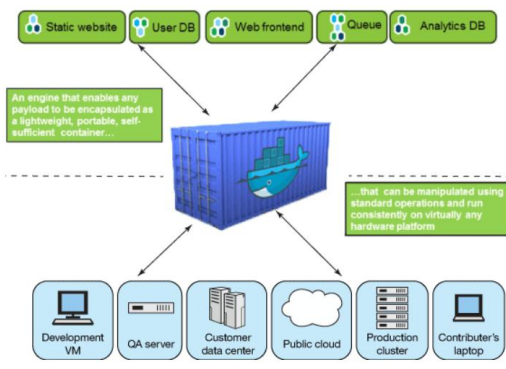 Static website
User DB
Web frontend
Queue
Analytics DB
An engine that enables any
payload to be encapsulated as
a lightweight, portable, self-
sufficient container…
…that can be manipulated using
standard operations and run
consistently on virtually any
hardware platform
Development
VM
QA server
Customer
data center
Public cloud
Production
cluster
Contributer's
laptop